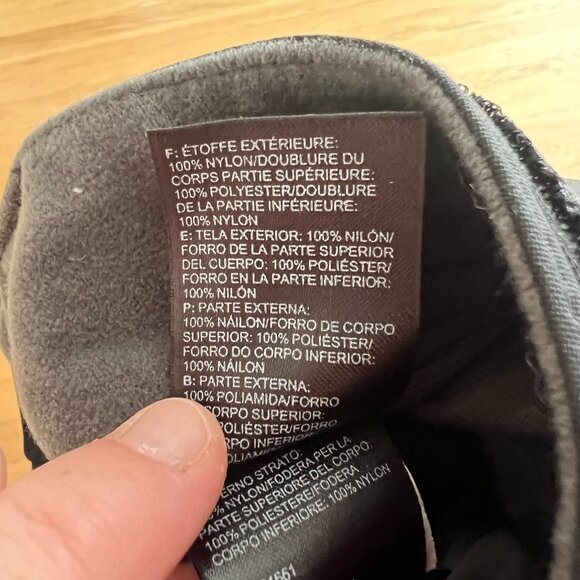 F: ÉTOFFE EXTÉRIEURE:
100% NYLON/DOUBLURE DU
CORPS PARTIE SUPÉRIEURE:
100% POLYESTER/DOUBLURE
DE LA PARTIE INFÉRIEURE:
100% NYLON
E: TELA EXTERIOR: 100% NILÓN/
FORRO DE LA PARTE SUPERIOR
DEL CUERPO: 100% POLIÉSTER/
FORRO EN LA PARTE INFERIOR:
100% NILÓN
P: PARTE EXTERNA:
100% NÁILON/FORRO DE CORPO
SUPERIOR: 100% POLIÉSTER/
FORRO DO CORPO INFERIOR:
100% NÁILON
B: PARTE EXTERNA:
100% POLIAMIDA/FORRO
CORPO SUPERIOR:
POLIÉSTER/FORRO
CORPO INFERIOR:
STRATO:
NYLON/FODERA PER LA
PARTE SUPERIORE DEL CORPO:
100% POLIESTERE/FODERA
CORPO INFERIORE: 100% NYLON